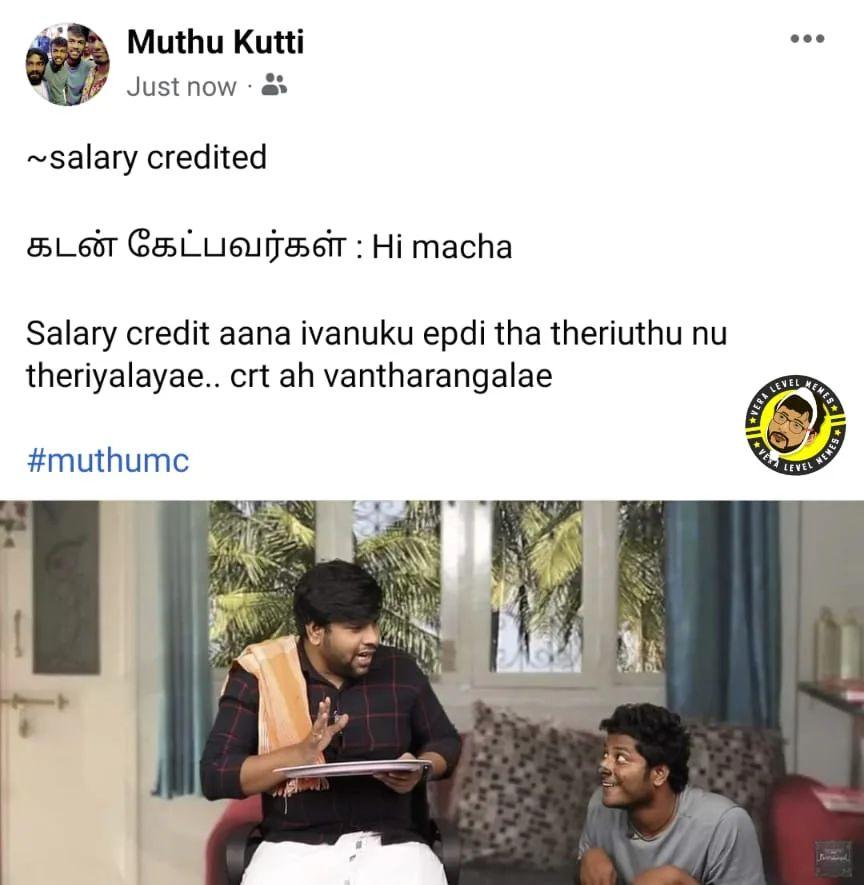 Muthu Kutti
Just now ·
~salary credited
கடன் கேட்பவர்கள் : Hi macha
Salary credit aana ivanuku epdi tha theriuthu nu
theriyalayae.. crt ah vantharangalae
#muthumc
VERA LEVEL MEMES
VERA LEVEL MEMES